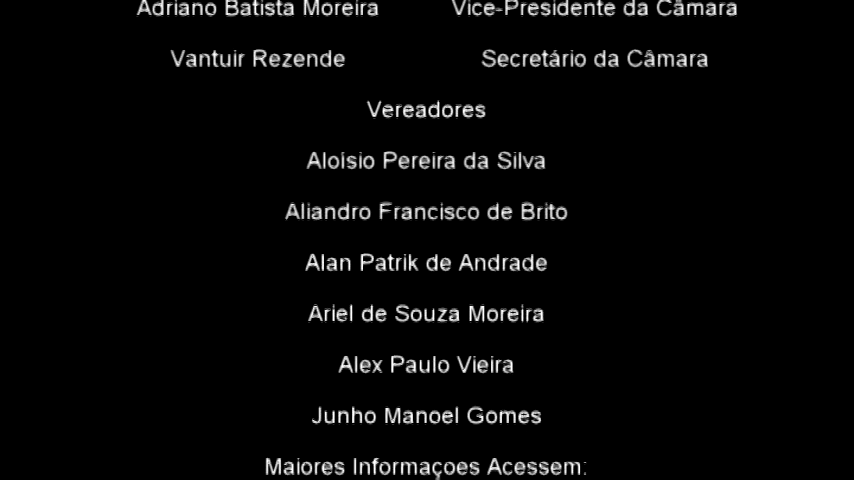 Adriano Batista Moreira Vice-Presidente da Câmara
Vantuir Rezende Secretário da Câmara
Vereadores
Aloísio Pereira da Silva
Aliandro Francisco de Brito
Alan Patrik de Andrade
Ariel de Souza Moreira
Alex Paulo Vieira
Junho Manoel Gomes
Maiores Informaçoes Acessem: